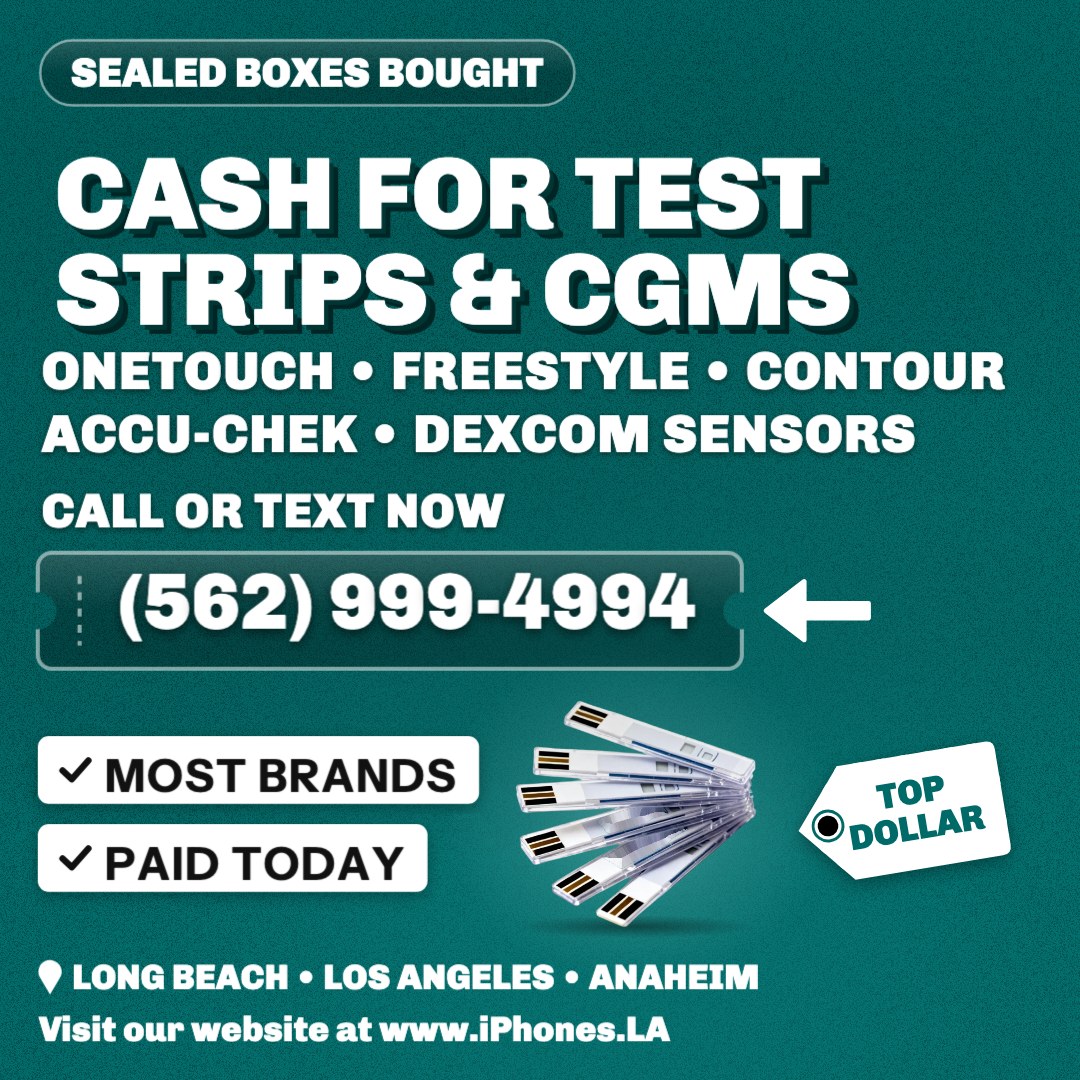 SEALED BOXES BOUGHT
CASH FOR TEST
STRIPS & CGMS
ONETOUCH • FREESTYLE • CONTOUR
ACCU-CHEK • DEXCOM SENSORS
CALL OR TEXT NOW
(562) 999-4994
✓ MOST BRANDS
✓ PAID TODAY
TOP
DOLLAR
LONG BEACH • LOS ANGELES • ANAHEIM
Visit our website at www.iPhones.LA